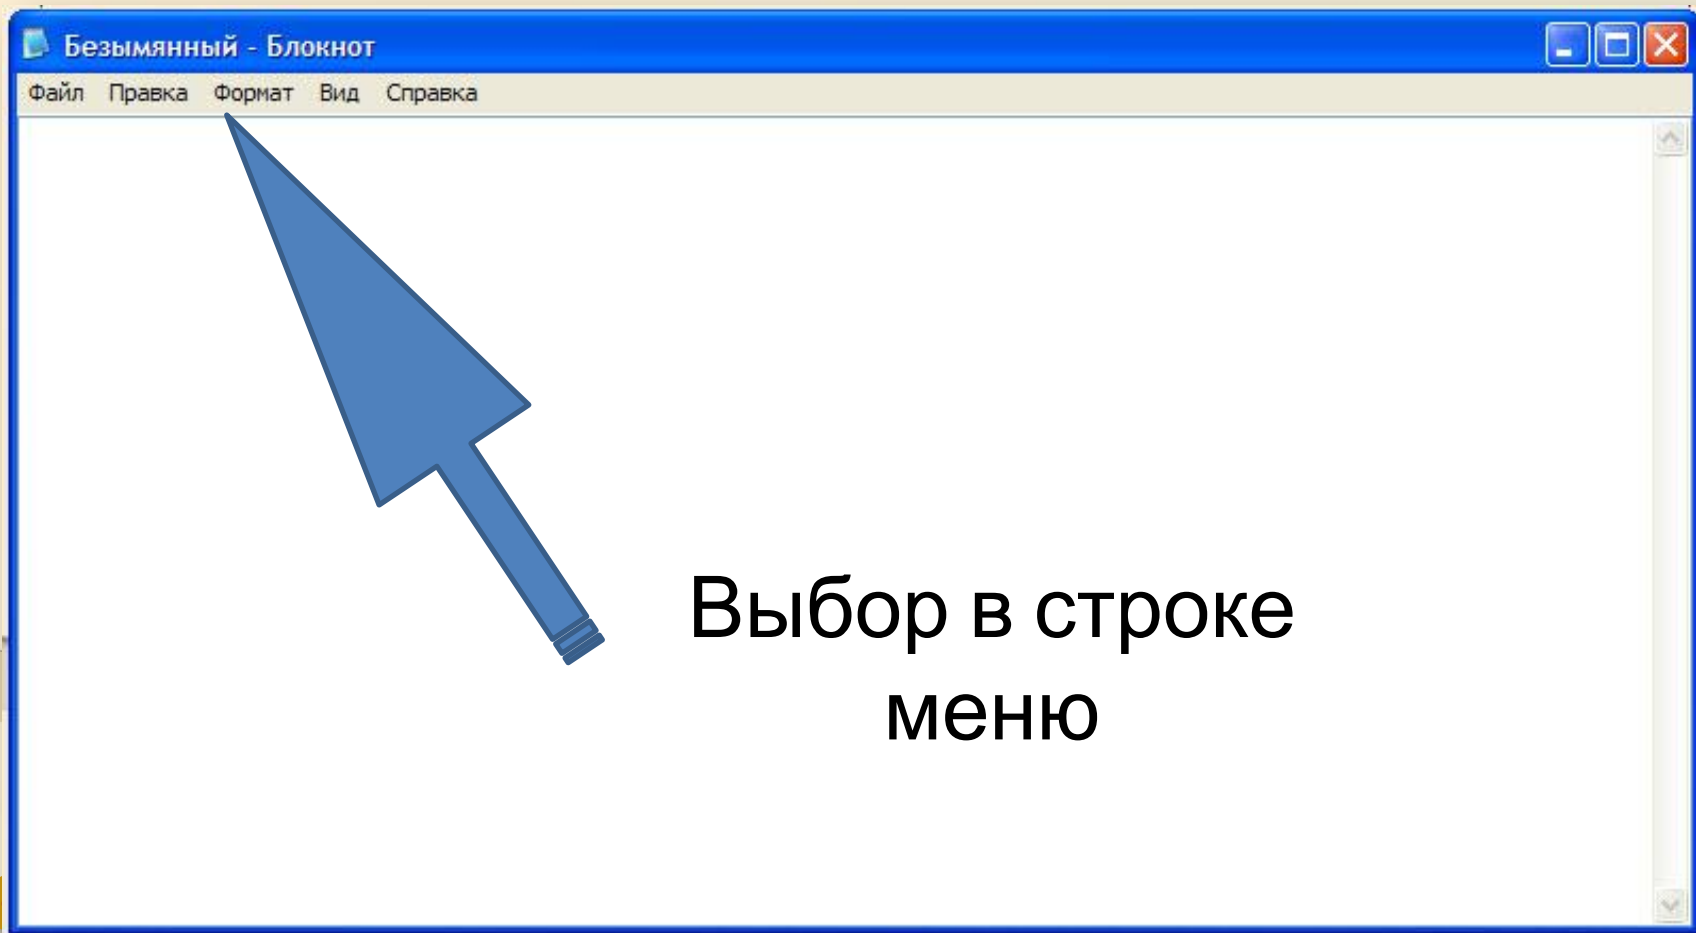 Безымянный - Блокнот
Файл Правка Формат Вид Справка
Выбор в строке
меню